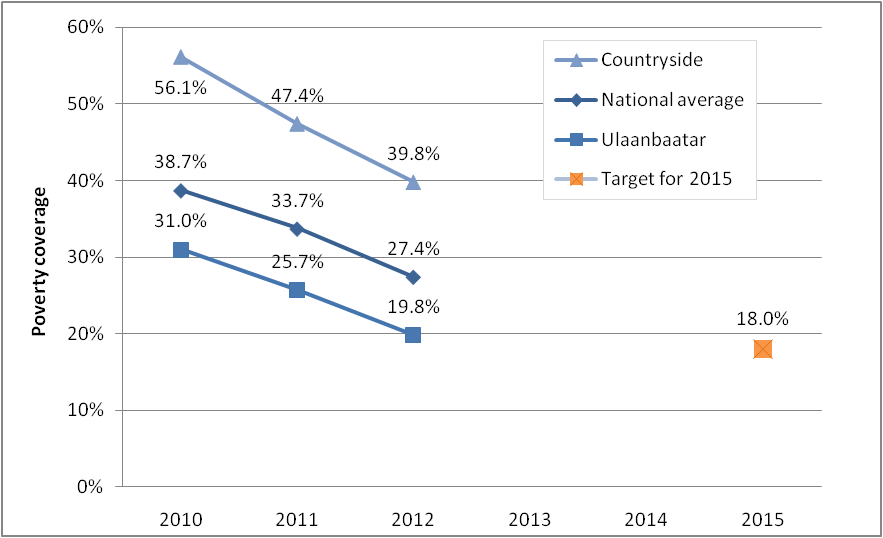 60%
50%
40%
30%
20%
10%
0%
Poverty coverage
56.1%
47.4%
39.8%
38.7%
33.7%
27.4%
31.0%
25.7%
19.8%
18.0%
Countryside
National average
Ulaanbaatar
Target for 2015
2010 2011 2012 2013 2014 2015